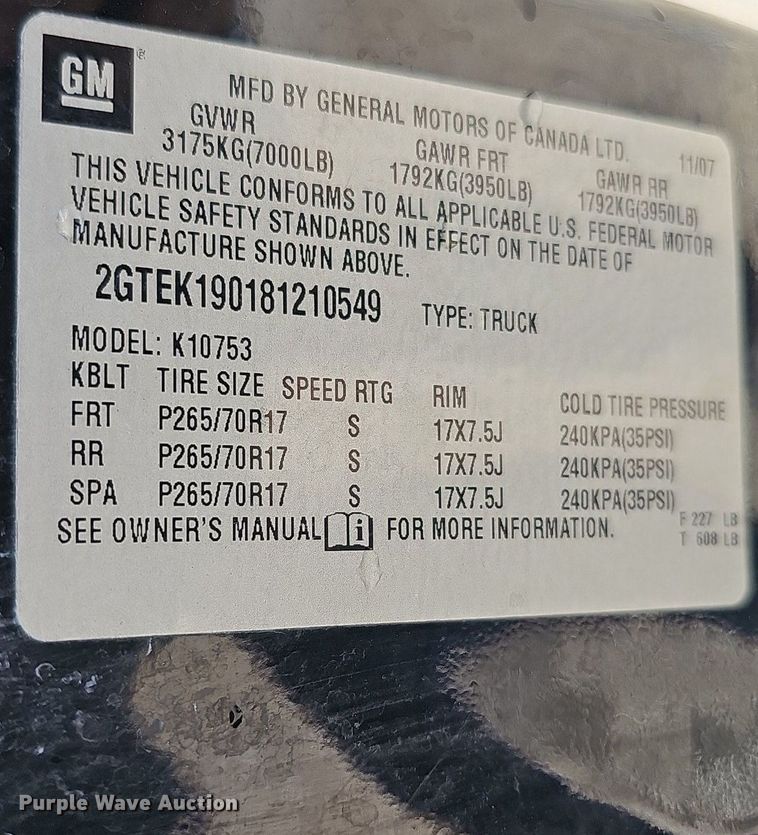 GM
MFD BY GENERAL MOTORS OF CANADA LTD. 11/07
GVWR GAWR FRT GAWR RR
3175KG(7000LB) 1792KG(3950LB) 1792KG(3950LB)
THIS VEHICLE CONFORMS TO ALL APPLICABLE U.S. FEDERAL MOTOR
VEHICLE SAFETY STANDARDS IN EFFECT ON THE DATE OF
MANUFACTURE SHOWN ABOVE.
2GTEK190181210549 TYPE: TRUCK
MODEL: K10753
KBLT TIRE SIZE SPEED RTG RIM COLD TIRE PRESSURE
FRT P265/70R17 S 17X7.5J 240KPA(35PSI)
RR P265/70R17 S 17X7.5J 240KPA(35PSI)
SPA P265/70R17 S 17X7.5J 240KPA(35PSI)
SEE OWNER'S MANUAL i FOR MORE INFORMATION.
F 227 LB
T 608 LB
Purple Wave Auction